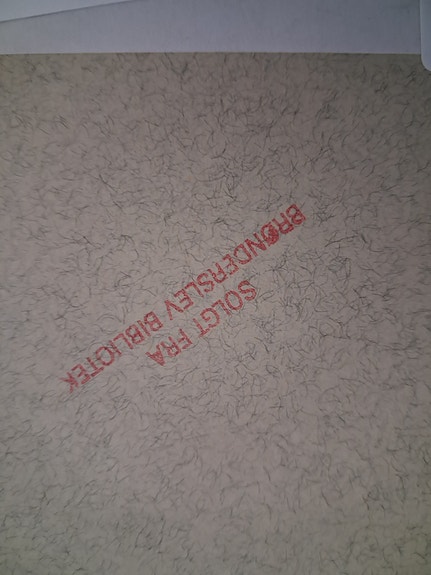 SOLGT FRA
BRØNDERSLEV BIBLIOTEK